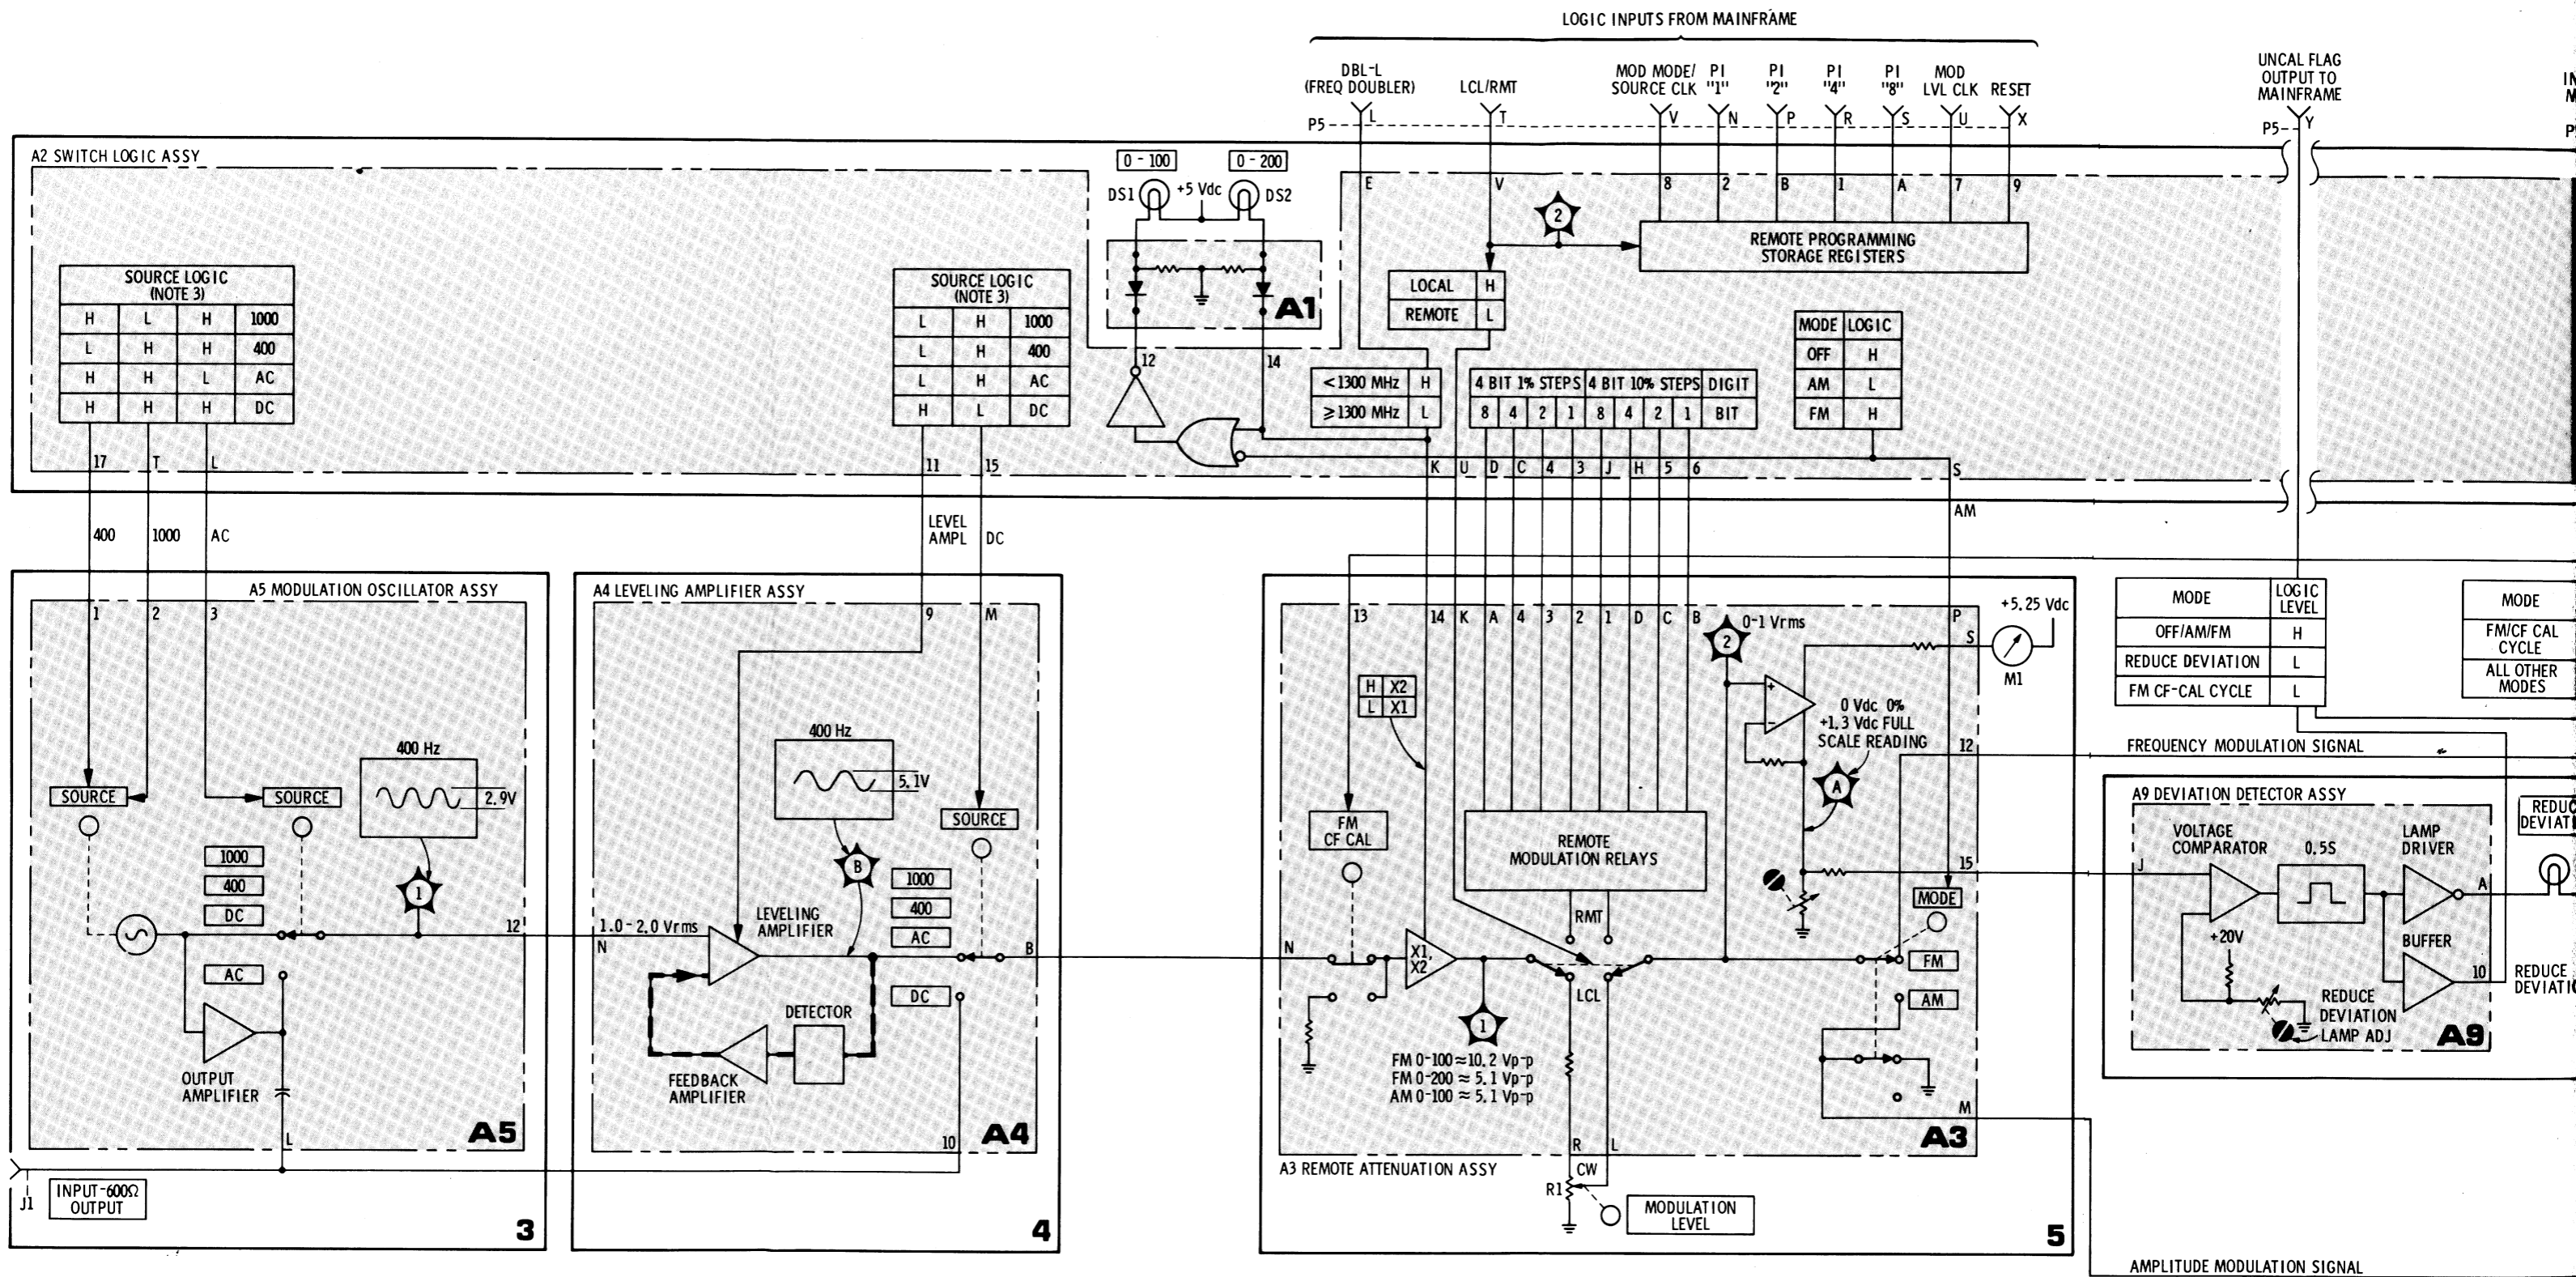 LOGIC INPUTS FROM MAINFRAME
DBL-L
(FREQ DOUBLER)
LCL/RMT
MOD MODE/
SOURCE CLK
PI
"1"
PI
"2"
PI
"4"
PI
"8"
MOD
LVL CLK
RESET
UNCAL FLAG
OUTPUT TO
MAINFRAME
P5
L
T
V
N
P
R
S
U
X
P5
Y
A2 SWITCH LOGIC ASSY
0 - 100
0 - 200
DS1
+5 Vdc
DS2
E
V
8
2
B
1
A
7
9
2
REMOTE PROGRAMMING
STORAGE REGISTERS
SOURCE LOGIC
(NOTE 3)
H L H 1000
L H H 400
H H L AC
H H H DC
SOURCE LOGIC
(NOTE 3)
L H 1000
L H 400
L H AC
H L DC
A1
12
14
LOCAL H
REMOTE L
MODE LOGIC
OFF H
AM L
FM H
<1300 MHz H
≥1300 MHz L
4 BIT 1% STEPS 4 BIT 10% STEPS DIGIT
8 4 2 1 8 4 2 1 BIT
17
T
L
11
15
K
U
D
C
4
3
J
H
5
6
S
400
1000
AC
LEVEL
AMPL
DC
AM
A5 MODULATION OSCILLATOR ASSY
1
2
3
SOURCE
SOURCE
400 Hz
2.9V
1000
400
DC
1
12
AC
OUTPUT
AMPLIFIER
L
A5
J1
INPUT-600Ω
OUTPUT
3
A4 LEVELING AMPLIFIER ASSY
9
M
400 Hz
5.1V
SOURCE
B
1000
400
AC
1.0-2.0 Vrms
N
LEVELING
AMPLIFIER
B
DC
DETECTOR
FEEDBACK
AMPLIFIER
10
A4
4
13
14
K
A
4
3
2
1
D
C
B
P
2
0-1 Vrms
+5.25 Vdc
S
M1
H X2
L X1
+
-
0 Vdc 0%
+1.3 Vdc FULL
SCALE READING
12
A
FM
CF CAL
REMOTE
MODULATION RELAYS
15
MODE
RMT
N
X1,
X2
FM
LCL
AM
1
FM 0-100≈10.2 Vp-p
FM 0-200≈ 5.1 Vp-p
AM 0-100≈5.1 Vp-p
M
A3
R
L
A3 REMOTE ATTENUATION ASSY
CW
R1
MODULATION
LEVEL
5
MODE LOGIC LEVEL
OFF/AM/FM H
REDUCE DEVIATION L
FM CF-CAL CYCLE L
MODE
FM/CF CAL
CYCLE
ALL OTHER
MODES
FREQUENCY MODULATION SIGNAL
A9 DEVIATION DETECTOR ASSY
J
VOLTAGE
COMPARATOR
0.5S
LAMP
DRIVER
A
+20V
BUFFER
10
REDUCE
DEVIATION
LAMP ADJ
A9
REDUCE
AMPLITUDE MODULATION SIGNAL